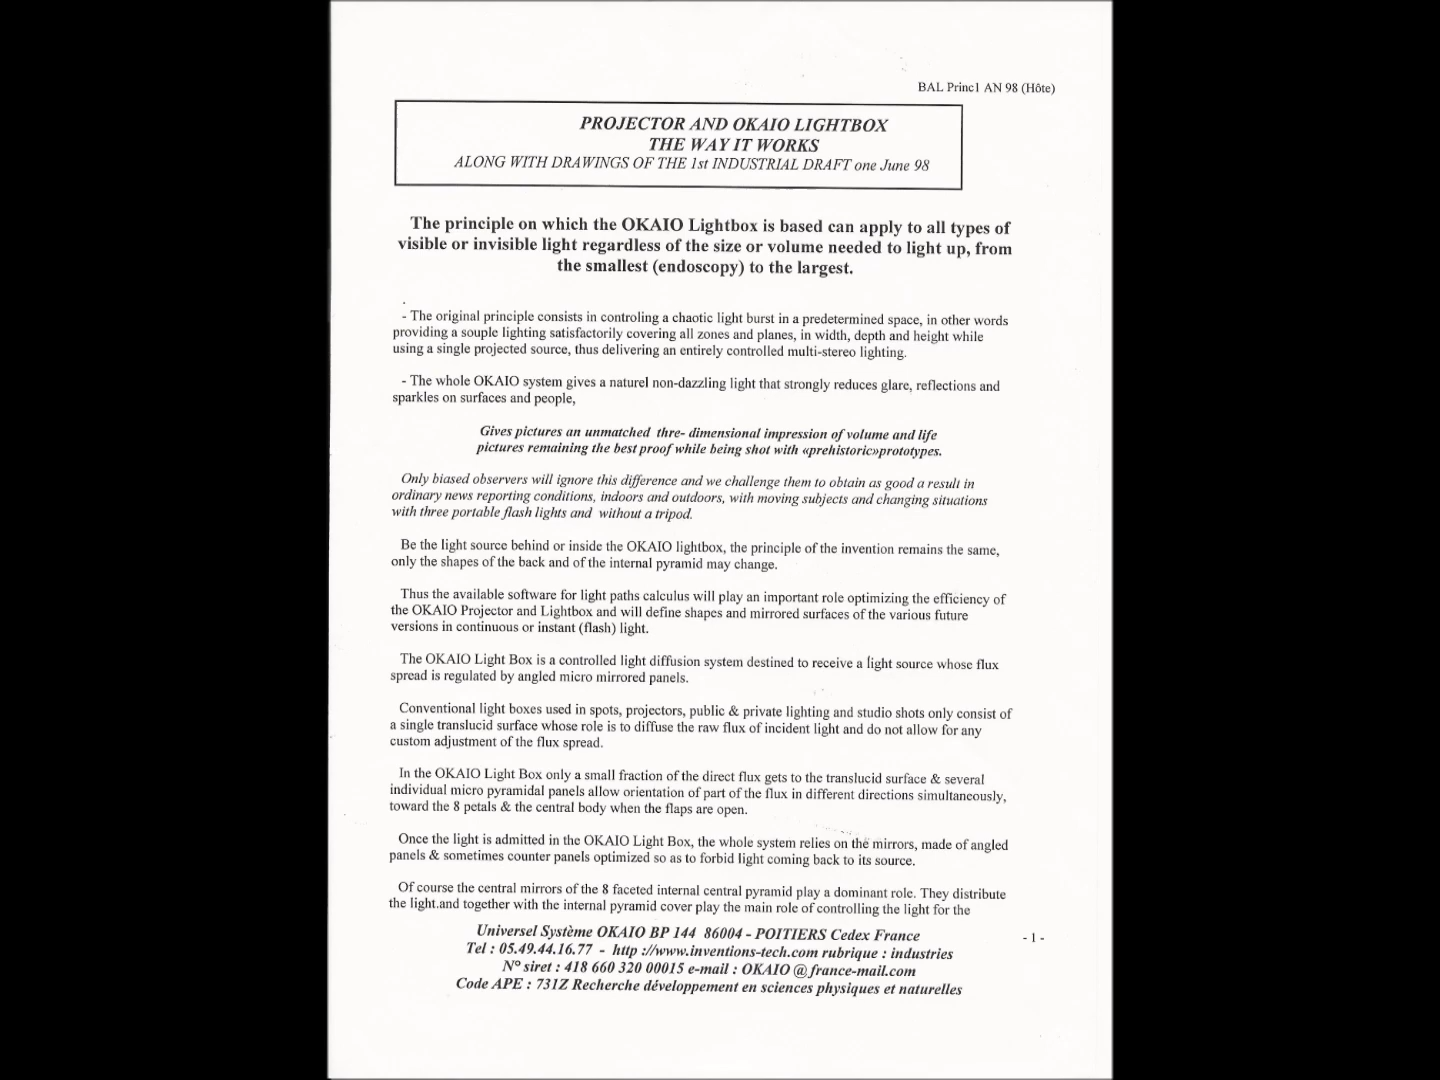 BAL Princ1 AN 98 (Hôte)
PROJECTOR AND OKAIO LIGHTBOX
THE WAY IT WORKS
ALONG WITH DRAWINGS OF THE 1st INDUSTRIAL DRAFT one June 98
The principle on which the OKAIO Lightbox is based can apply to all types of
visible or invisible light regardless of the size or volume needed to light up, from
the smallest (endoscopy) to the largest.
.
- The original principle consists in controling a chaotic light burst in a predetermined space, in other words
providing a souple lighting satisfactorily covering all zones and planes, in width, depth and height while
using a single projected source, thus delivering an entirely controlled multi-stereo lighting.
- The whole OKAIO system gives a naturel non-dazzling light that strongly reduces glare, reflections and
sparkles on surfaces and people,
Gives pictures an unmatched thre- dimensional impression of volume and life
pictures remaining the best proof while being shot with «prehistoric»prototypes.
Only biased observers will ignore this difference and we challenge them to obtain as good a result in
ordinary news reporting conditions, indoors and outdoors, with moving subjects and changing situations
with three portable flash lights and without a tripod.
Be the light source behind or inside the OKAIO lightbox, the principle of the invention remains the same,
only the shapes of the back and of the internal pyramid may change.
Thus the available software for light paths calculus will play an important role optimizing the efficiency of
the OKAIO Projector and Lightbox and will define shapes and mirrored surfaces of the various future
versions in continuous or instant (flash) light.
The OKAIO Light Box is a controlled light diffusion system destined to receive a light source whose flux
spread is regulated by angled micro mirrored panels.
Conventional light boxes used in spots, projectors, public & private lighting and studio shots only consist of
a single translucid surface whose role is to diffuse the raw flux of incident light and do not allow for any
custom adjustment of the flux spread.
In the OKAIO Light Box only a small fraction of the direct flux gets to the translucid surface & several
individual micro pyramidal panels allow orientation of part of the flux in different directions simultaneously,
toward the 8 petals & the central body when the flaps are open.
Once the light is admitted in the OKAIO Light Box, the whole system relies on the mirrors, made of angled
panels & sometimes counter panels optimized so as to forbid light coming back to its source.
Of course the central mirrors of the 8 faceted internal central pyramid play a dominant role. They distribute
the light.and together with the internal pyramid cover play the main role of controlling the light for the
Universel Système OKAIO BP 144 86004 - POITIERS Cedex France
- 1 -
Tel : 05.49.44.16.77 - http ://www.inventions-tech.com rubrique : industries
N° siret : 418 660 320 00015 e-mail : OKAIO @ france-mail.com
Code APE : 731Z Recherche développement en sciences physiques et naturelles